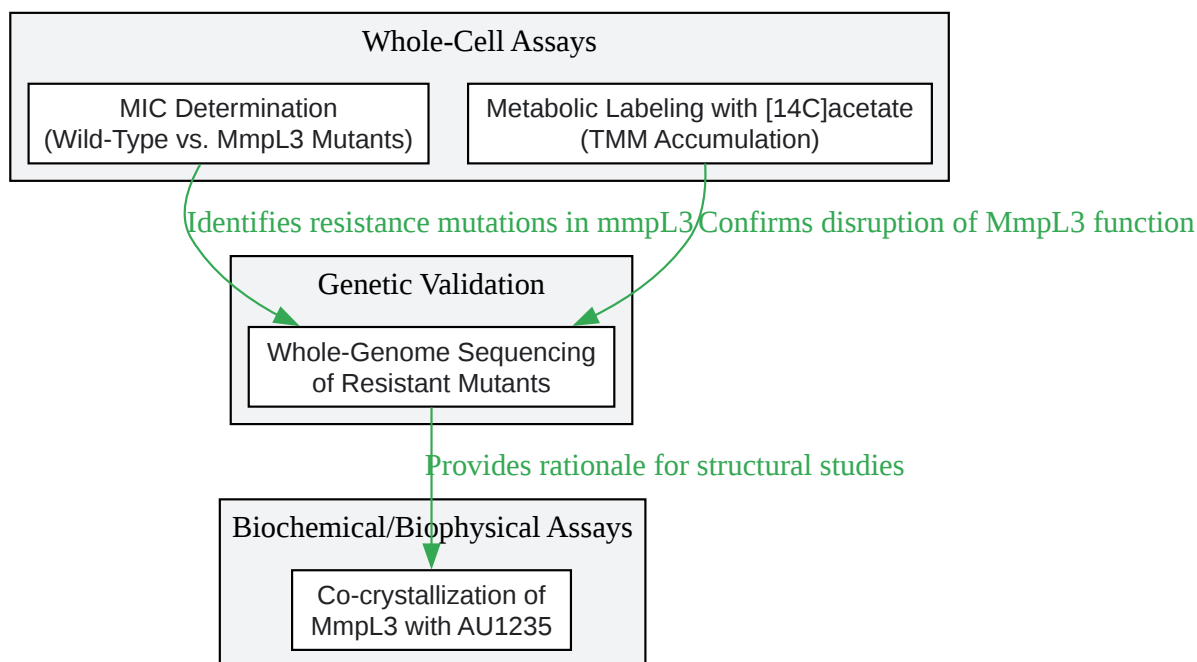 Whole-Cell Assays
MIC Determination
(Wild-Type vs. MmpL3 Mutants)
Metabolic Labeling with [14C]acetate
(TMM Accumulation)
Identifies resistance mutations in mmpL3
Confirms disruption of MmpL3 function
Genetic Validation
Whole-Genome Sequencing
of Resistant Mutants
Provides rationale for structural studies
Biochemical/Biophysical Assays
Co-crystallization of
MmpL3 with AU1235